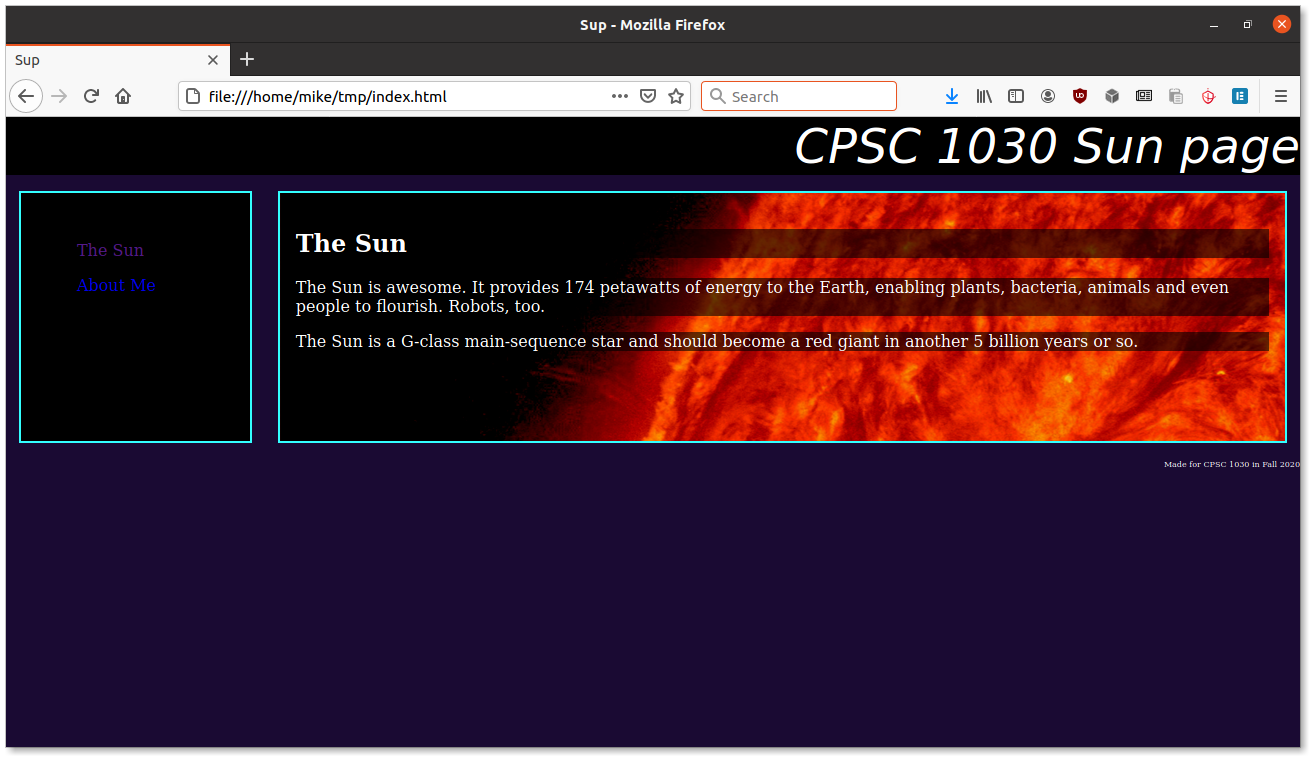 Sup - Mozilla Firefox
Sup
file:///home/mike/tmp/index.html
Search
CPSC 1030 Sun page
The Sun
About Me
The Sun
The Sun is awesome. It provides 174 petawatts of energy to the Earth, enabling plants, bacteria, animals and even
people to flourish. Robots, too.
The Sun is a G-class main-sequence star and should become a red giant in another 5 billion years or so.
Made for CPSC 1030 in Fall 2020